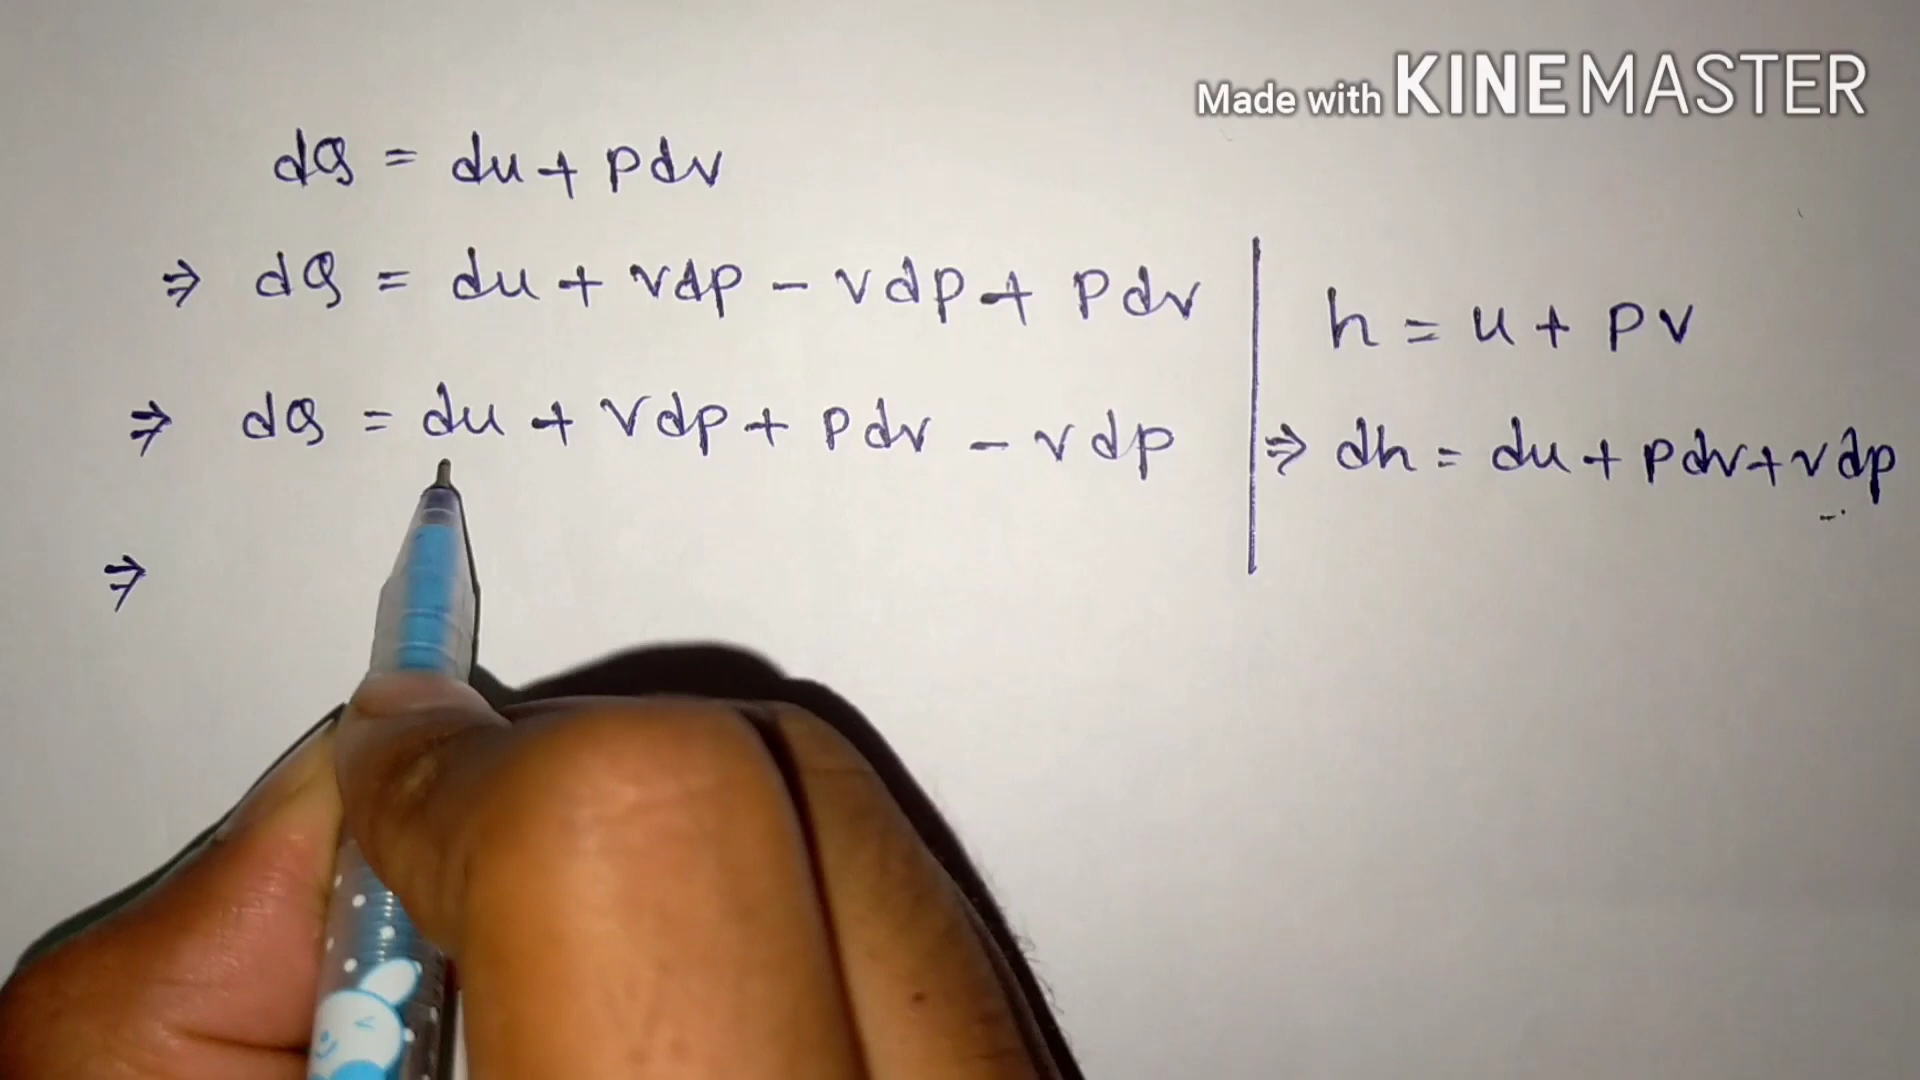 Made with KINEMASTER
dQ = du + pdv
⇒ dQ = du + vdp - vdp + pdv
⇒ dQ = du + vdp + pdv - vdp
⇒
h = u + pv
⇒ dh = du + pdv + vdp